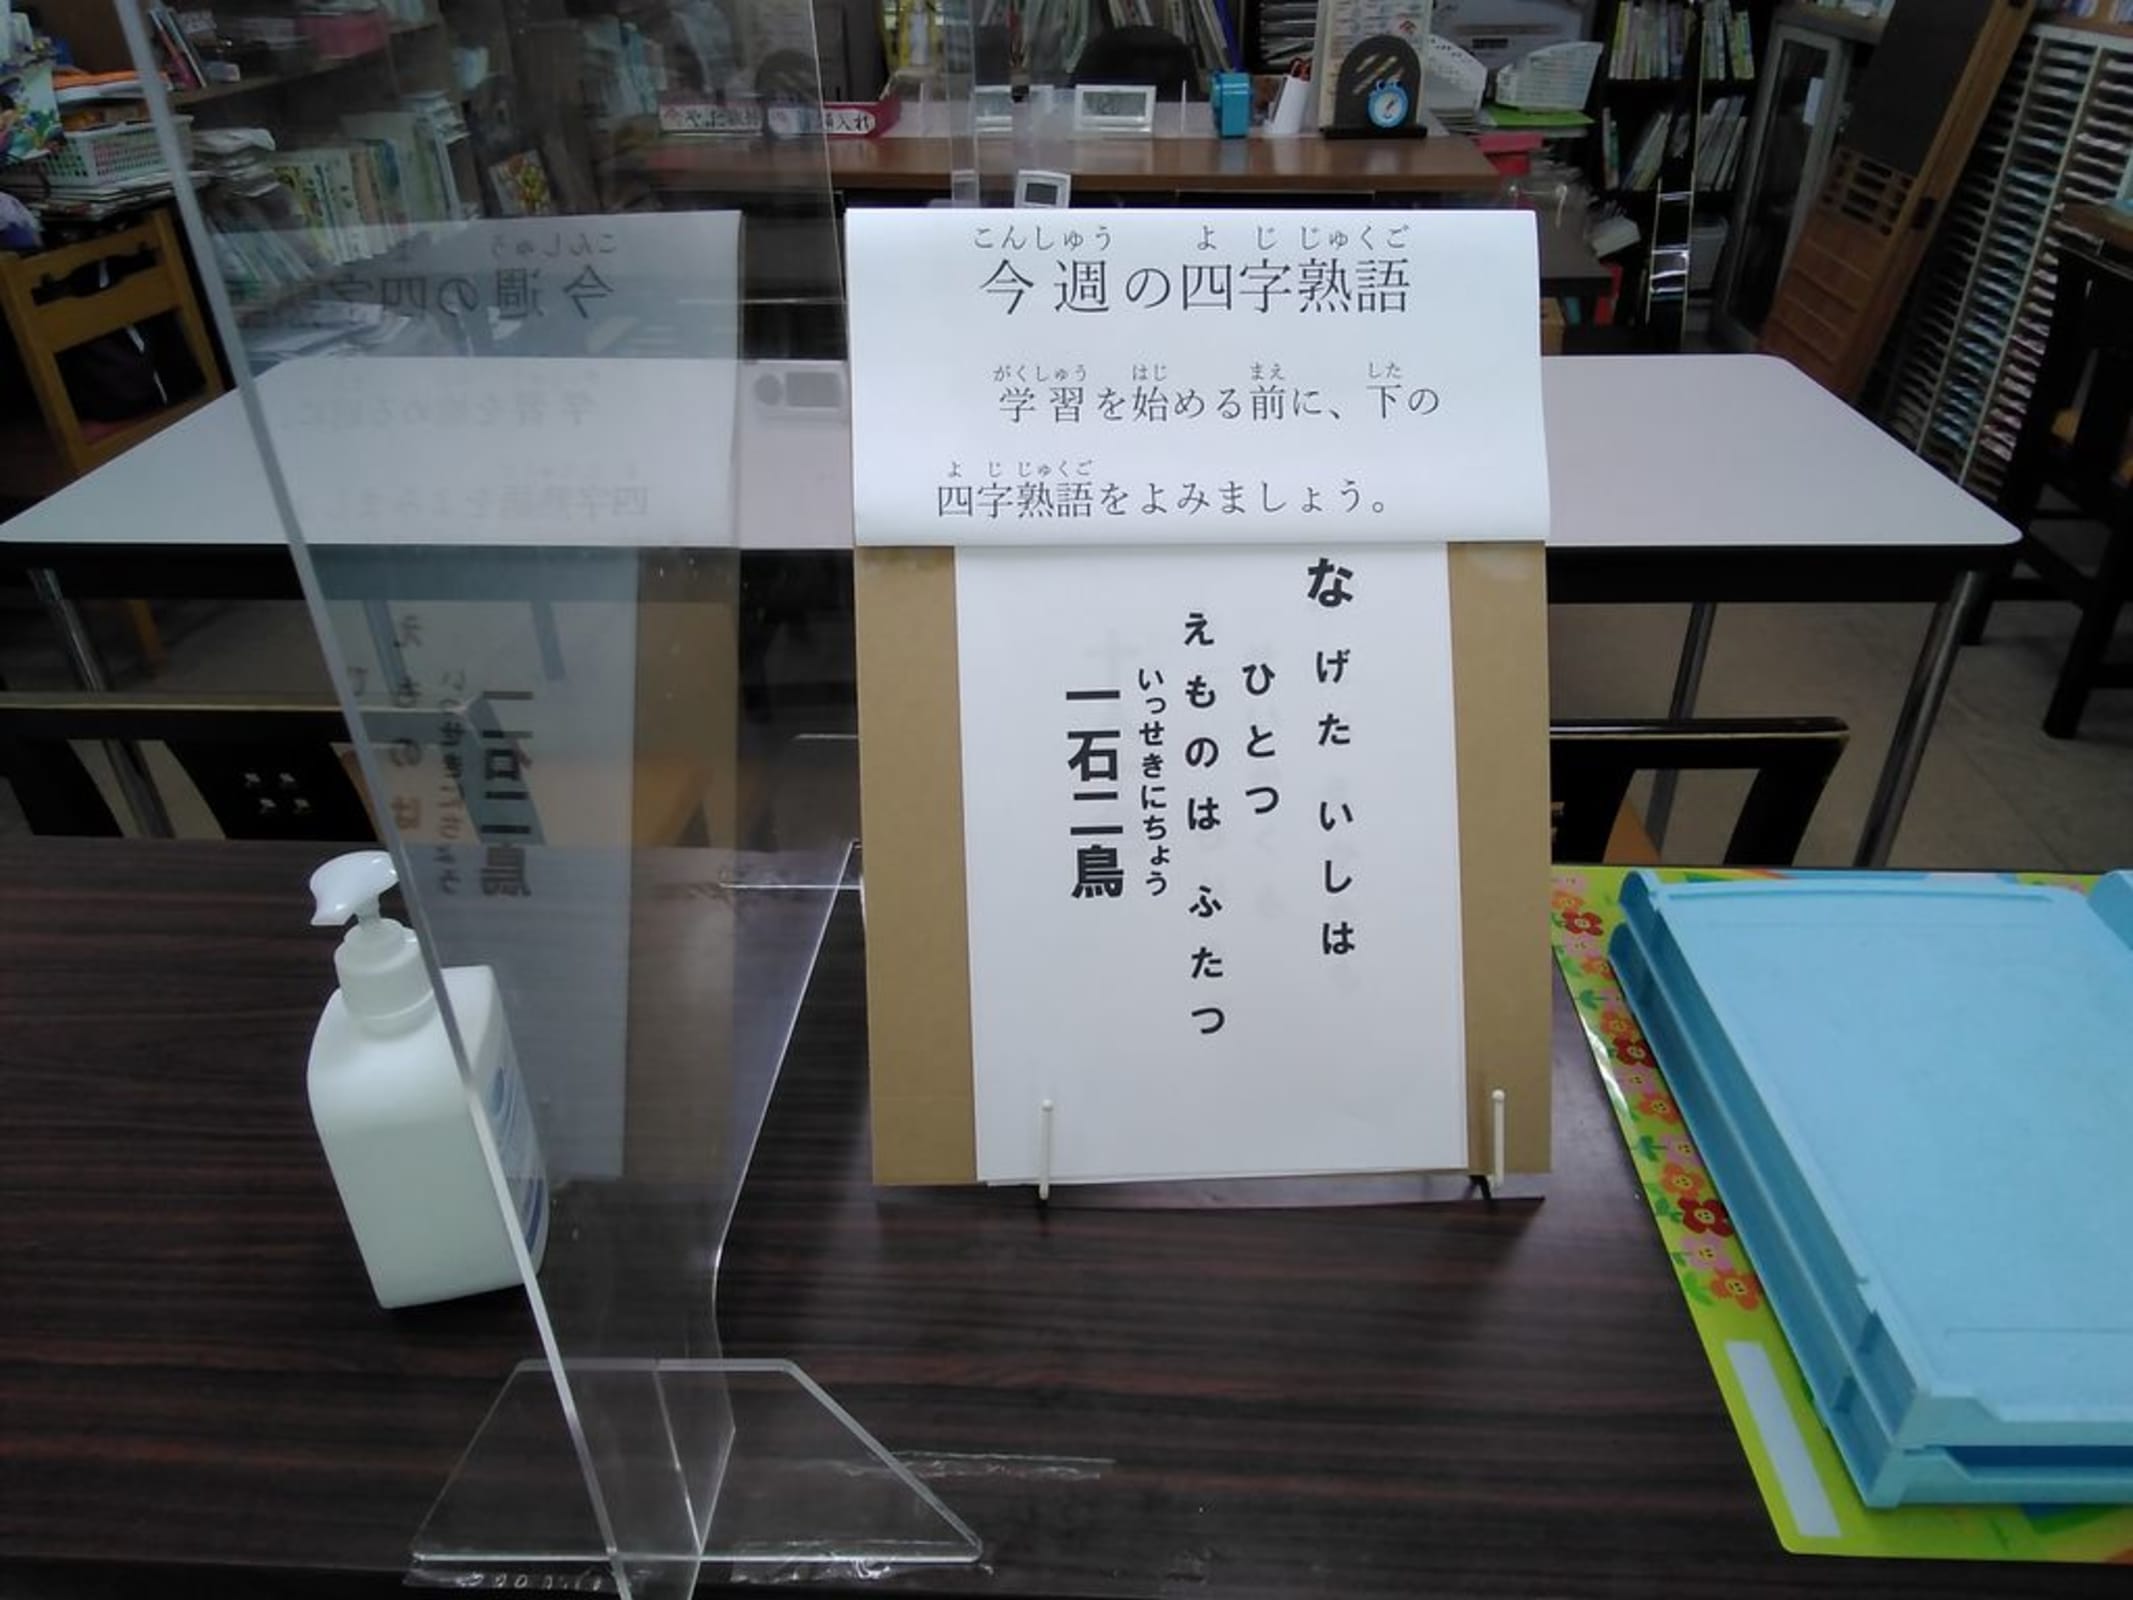 こんしゅう よ じ じゅくご
今週の四字熟語
がくしゅう はじ まえ した
学習を始める前に、下の
よ じ じゅくご
四字熟語をよみましょう。
なげた いしは
ひとつ
えものは ふたつ
いっせきにちょう
一石二鳥